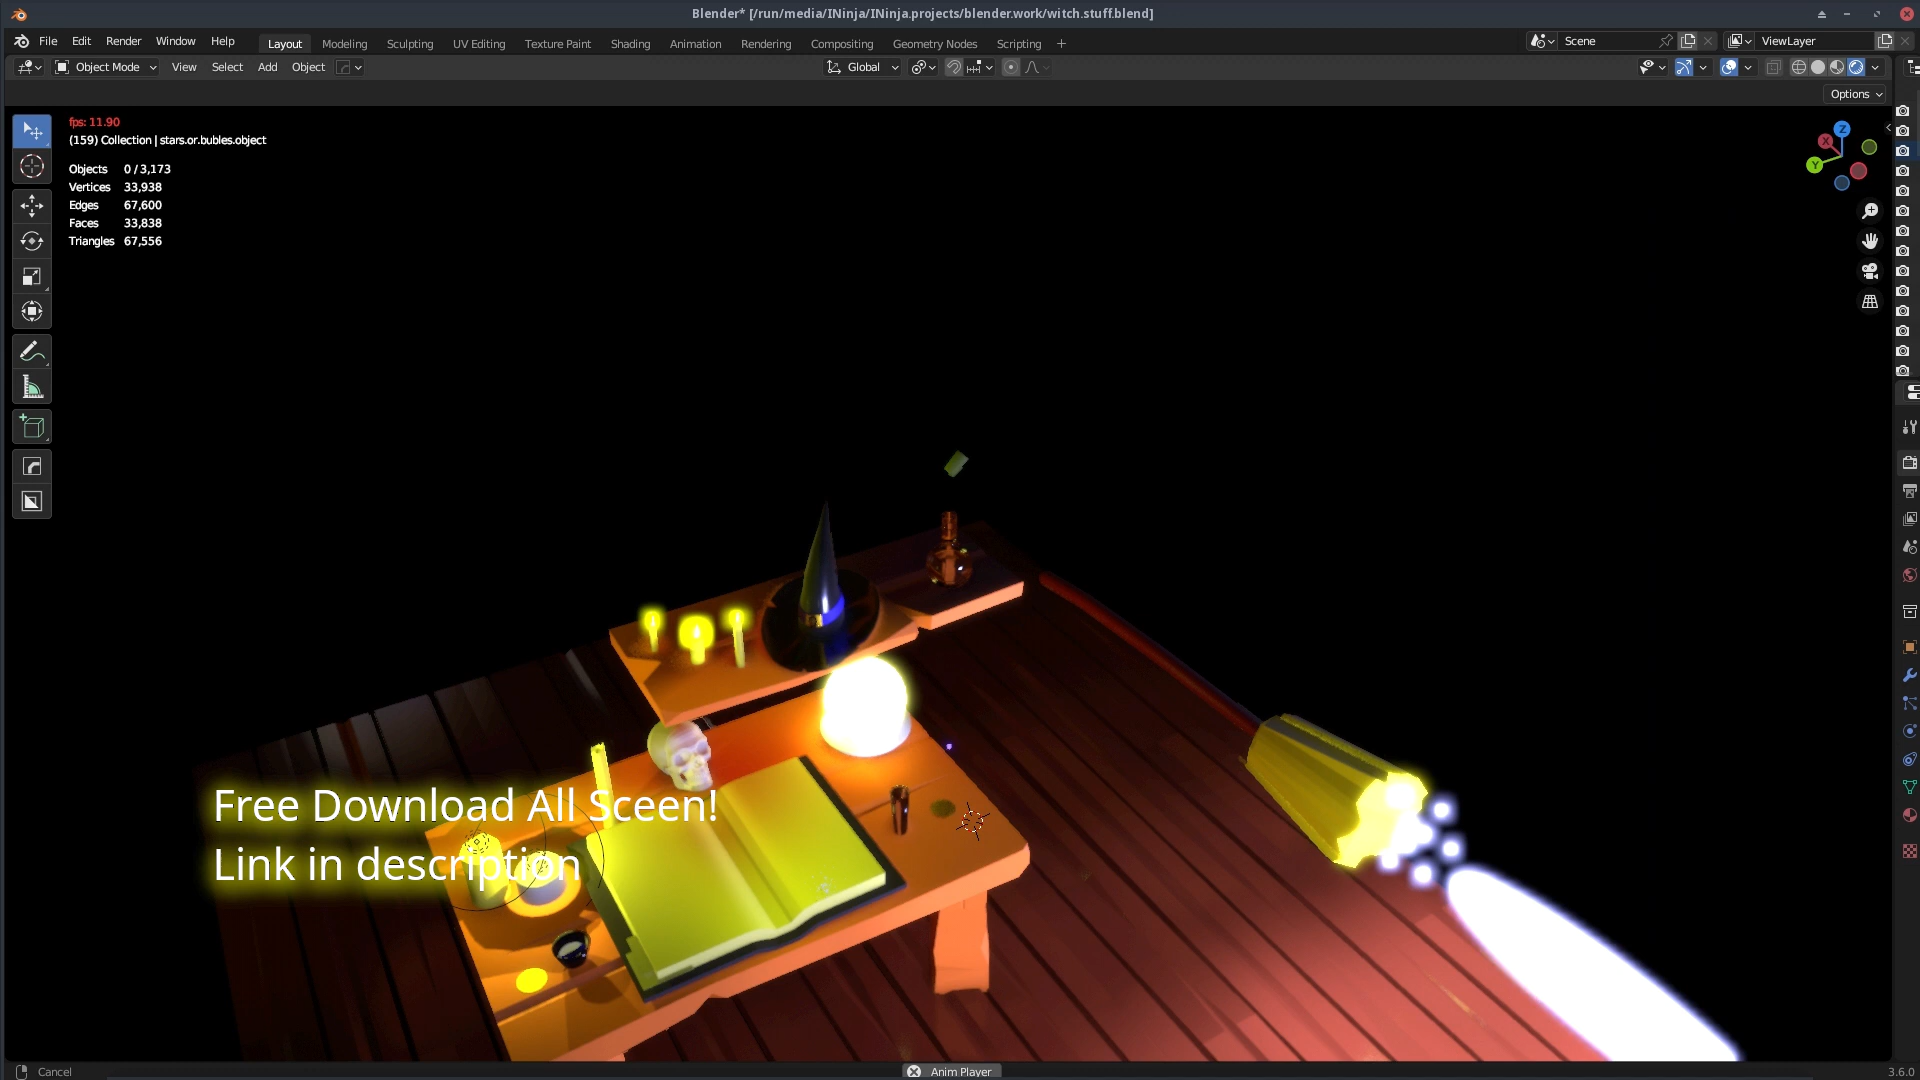 Blender* [/run/media/INinja/INinja.projects/blender.work/witch.stuff.blend]
File Edit Render Window Help Layout Modeling Sculpting UV Editing Texture Paint Shading Animation Rendering Compositing Geometry Nodes Scripting + Scene ViewLayer
Object Mode View Select Add Object Global
Options
fps: 11.90
(159) Collection | stars.or.bubles.object
Objects 0 / 3,173
Vertices 33,938
Edges 67,600
Faces 33,838
Triangles 67,556
Z
X
Y
Free Download All Sceen!
Link in description
Cancel Anim Player 3.6.0